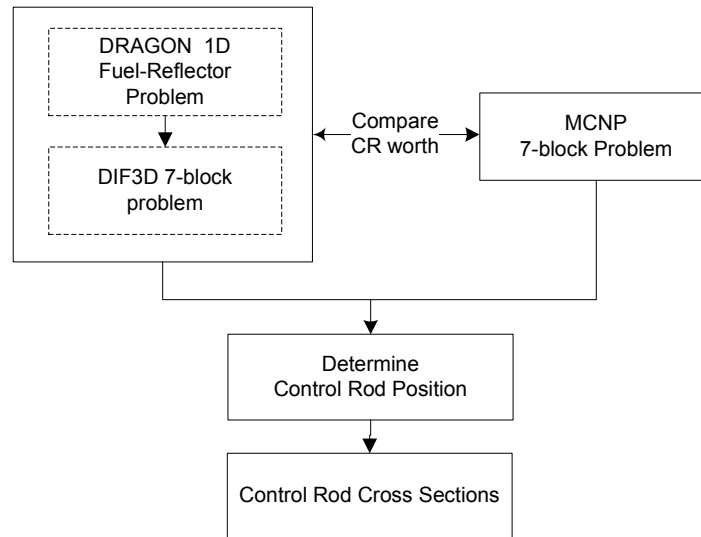 DRAGON 1D
Fuel-Reflector
Problem
DIF3D 7-block
problem
Compare
CR worth
MCNP
7-block Problem
Determine
Control Rod Position
Control Rod Cross Sections